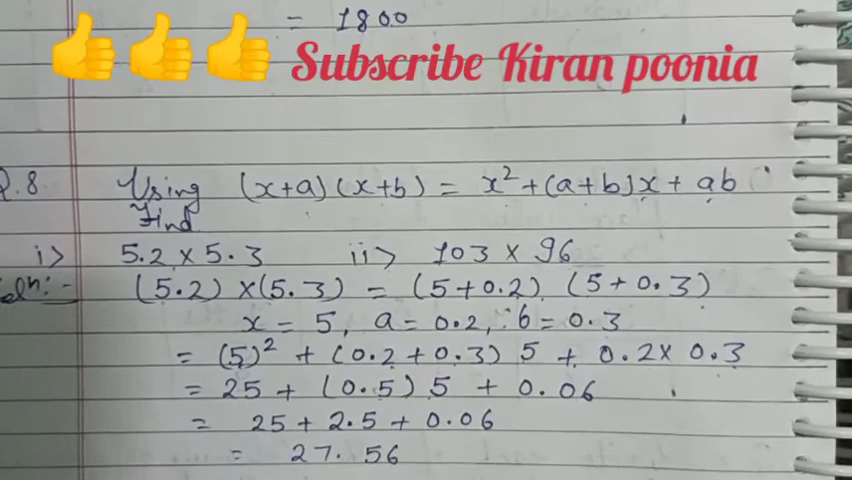 = 1800
Subscribe Kiran poonia
Q.8 Using (x+a)(x+b) = x²+(a+b)x + ab
Find
i> 5.2 x 5.3 ii> 103 x 96
Soln:- (5.2) x (5.3) = (5+0.2) (5+0.3)
x = 5, a = 0.2, b = 0.3
= (5)² + (0.2+0.3) 5 + 0.2 x 0.3
= 25 + (0.5) 5 + 0.06
= 25 + 2.5 + 0.06
= 27.56